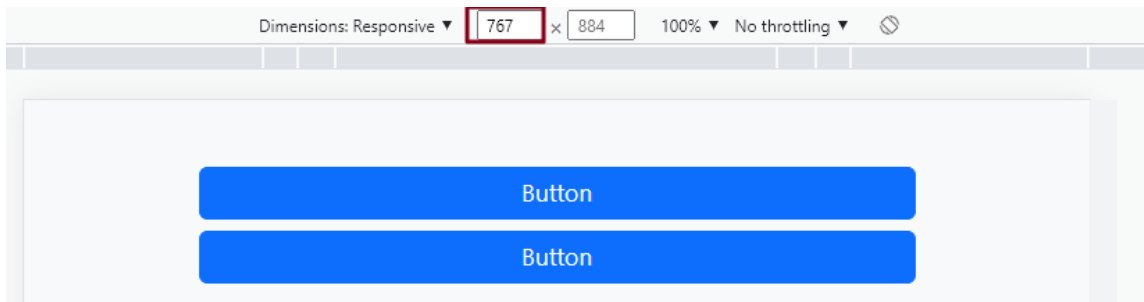 Dimensions: Responsive ▼ 767 × 884 100% ▼ No throttling ▼
Button
Button